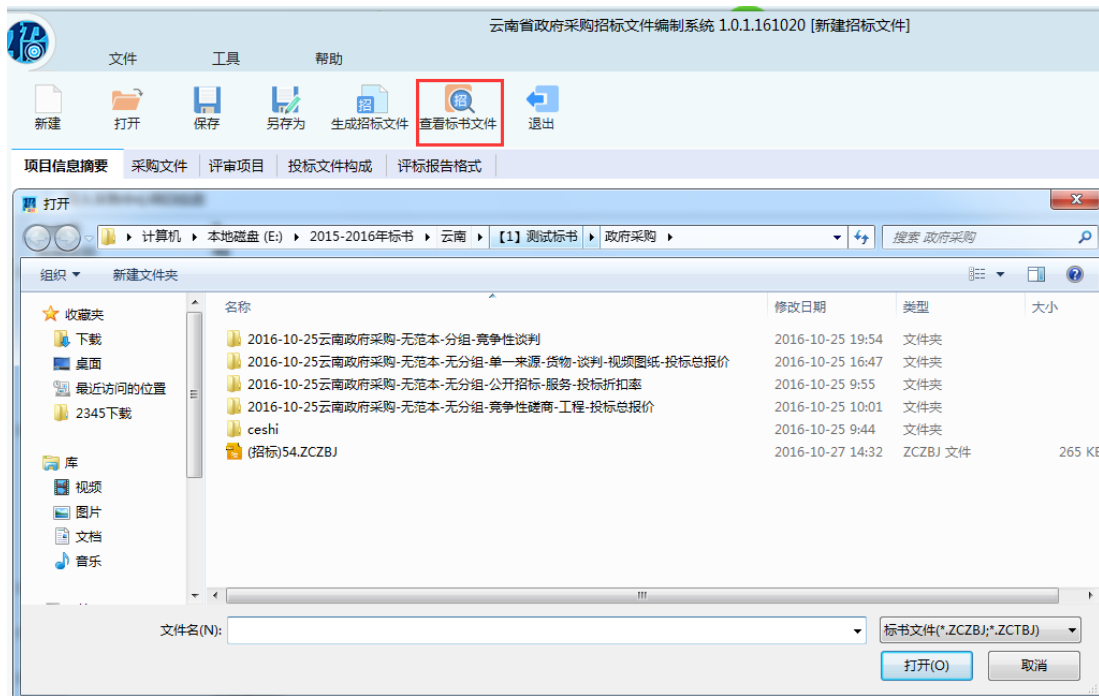 云南省政府采购招标文件编制系统 1.0.1.161020 [新建招标文件]
招
文件 工具 帮助
招 招
新建 打开 保存 另存为 生成招标文件 查看标书文件 退出
项目信息摘要 采购文件 评审项目 投标文件构成 评标报告格式
打开
计算机 本地磁盘 (E:) 2015-2016年标书 云南 【1】测试标书 政府采购 搜索 政府采购
组织 新建文件夹
名称 修改日期 类型 大小
收藏夹
下载
桌面
最近访问的位置
2345下载
库
视频
图片
文档
音乐
2016-10-25云南政府采购-无范本-分组-竞争性谈判 2016-10-25 19:54 文件夹
2016-10-25云南政府采购-无范本-无分组-单一来源-货物-谈判-视频图纸-投标总报价 2016-10-25 16:47 文件夹
2016-10-25云南政府采购-无范本-无分组-公开招标-服务-投标折扣率 2016-10-25 9:55 文件夹
2016-10-25云南政府采购-无范本-无分组-竞争性磋商-工程-投标总报价 2016-10-25 10:01 文件夹
ceshi 2016-10-25 9:44 文件夹
(招标)54.ZCZBJ 2016-10-27 14:32 ZCZBJ 文件 265 KB
文件名(N): 标书文件(*.ZCZBJ;*.ZCTBJ)
打开(O) 取消